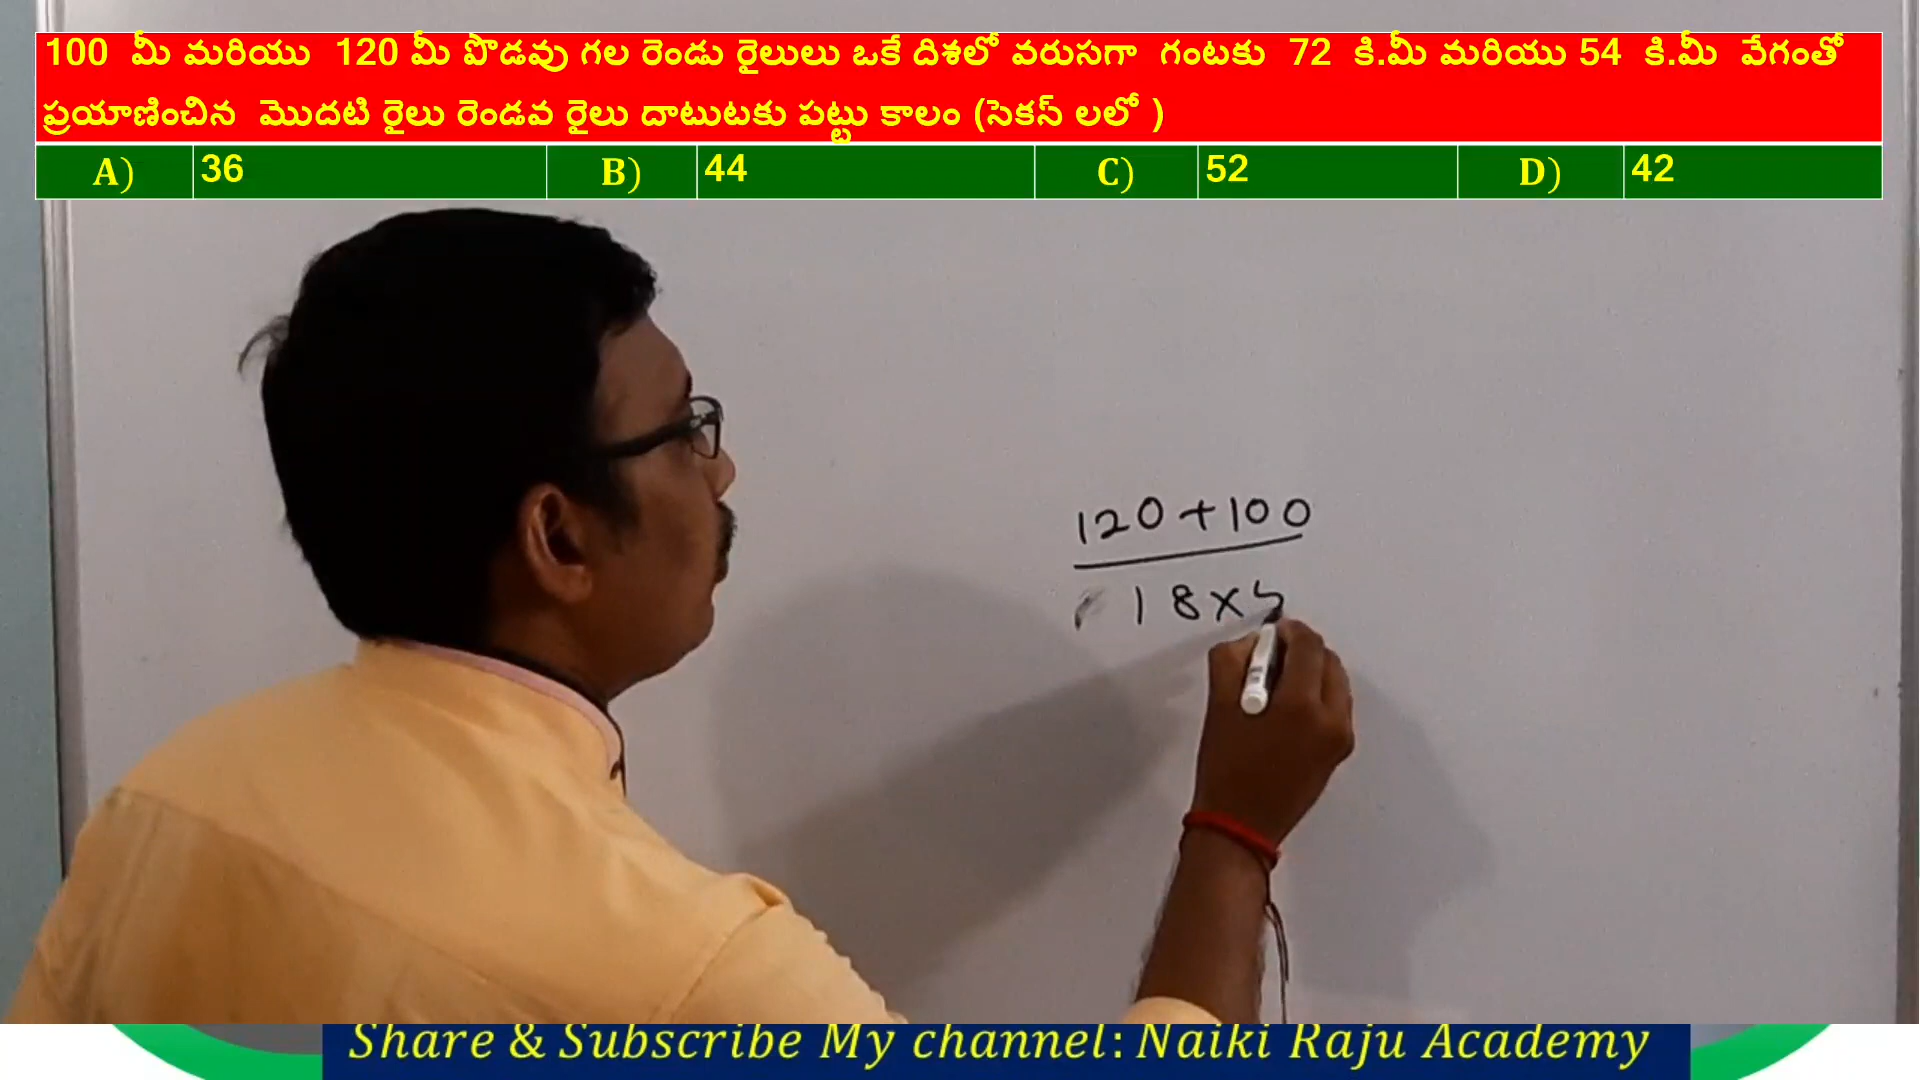 100 మీ మరియు 120 మీ పొడవు గల రెండు రైలులు ఒకే దిశలో వరుసగా గంటకు 72 కి.మీ మరియు 54 కి.మీ వేగంతో
ప్రయాణించిన మొదటి రైలు రెండవ రైలు దాటుటకు పట్టు కాలం (సెకన్ లలో )
A) 36 B) 44 C) 52 D) 42
120+100
18×5
Share & Subscribe My channel: Naiki Raju Academy